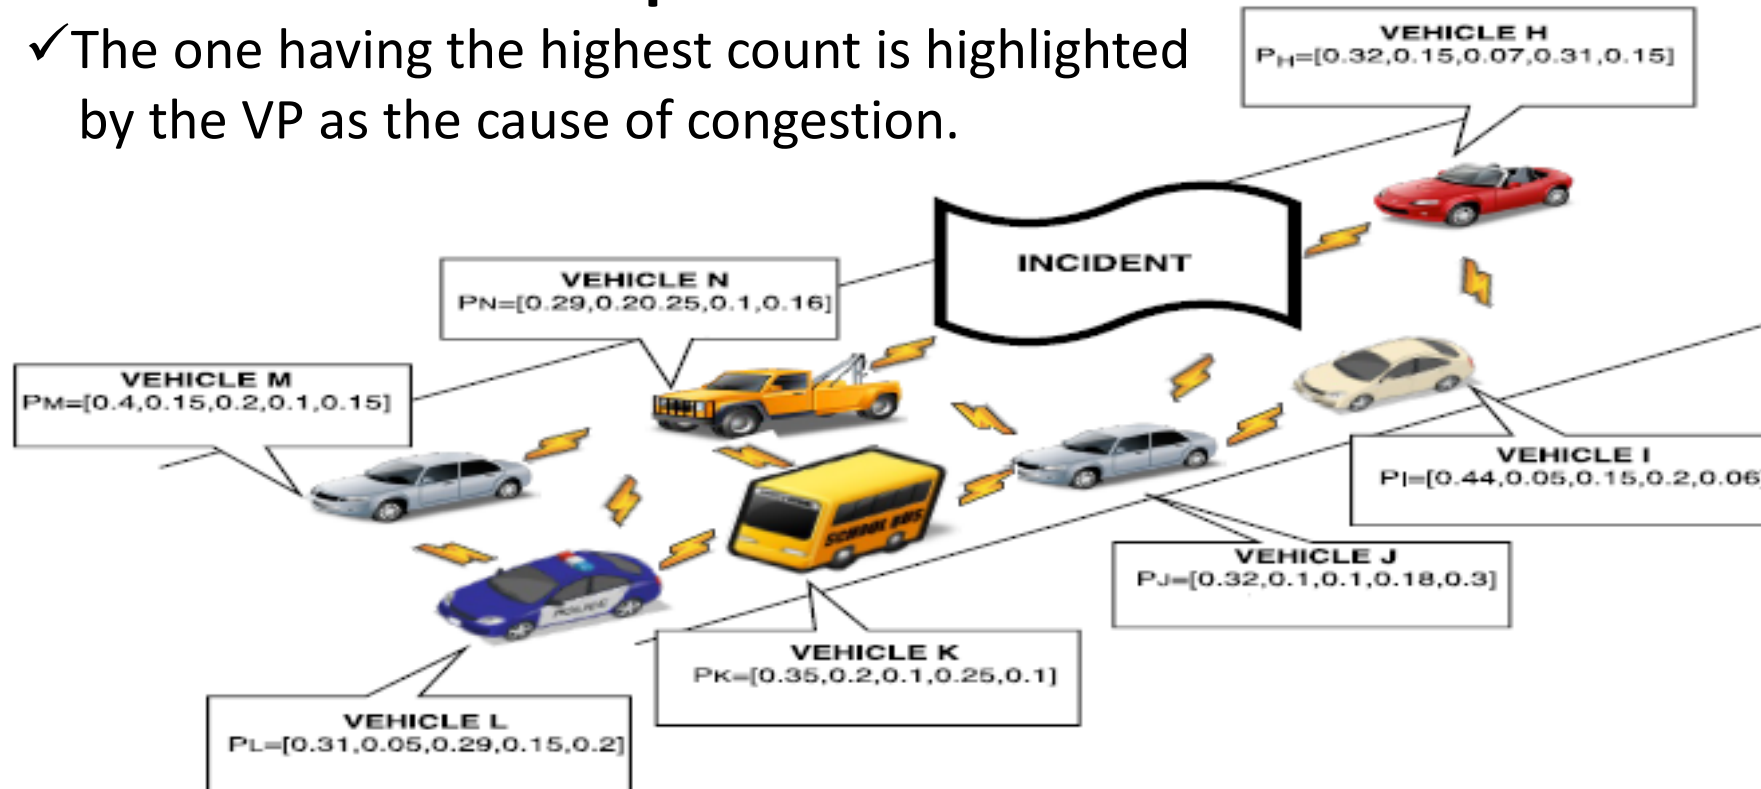 ✓The one having the highest count is highlighted
by the VP as the cause of congestion.
VEHICLE H
PH=[0.32,0.15,0.07,0.31,0.15]
INCIDENT
VEHICLE N
PN=[0.29,0.20.25,0.1,0.16]
VEHICLE M
PM=[0.4,0.15,0.2,0.1,0.15]
VEHICLE I
PI=[0.44,0.05,0.15,0.2,0.06
SCHOOL BUS
VEHICLE J
PJ=[0.32,0.1,0.1,0.18,0.3]
POLICE
VEHICLE K
PK=[0.35,0.2,0.1,0.25,0.1]
VEHICLE L
PL=[0.31,0.05,0.29,0.15,0.2]